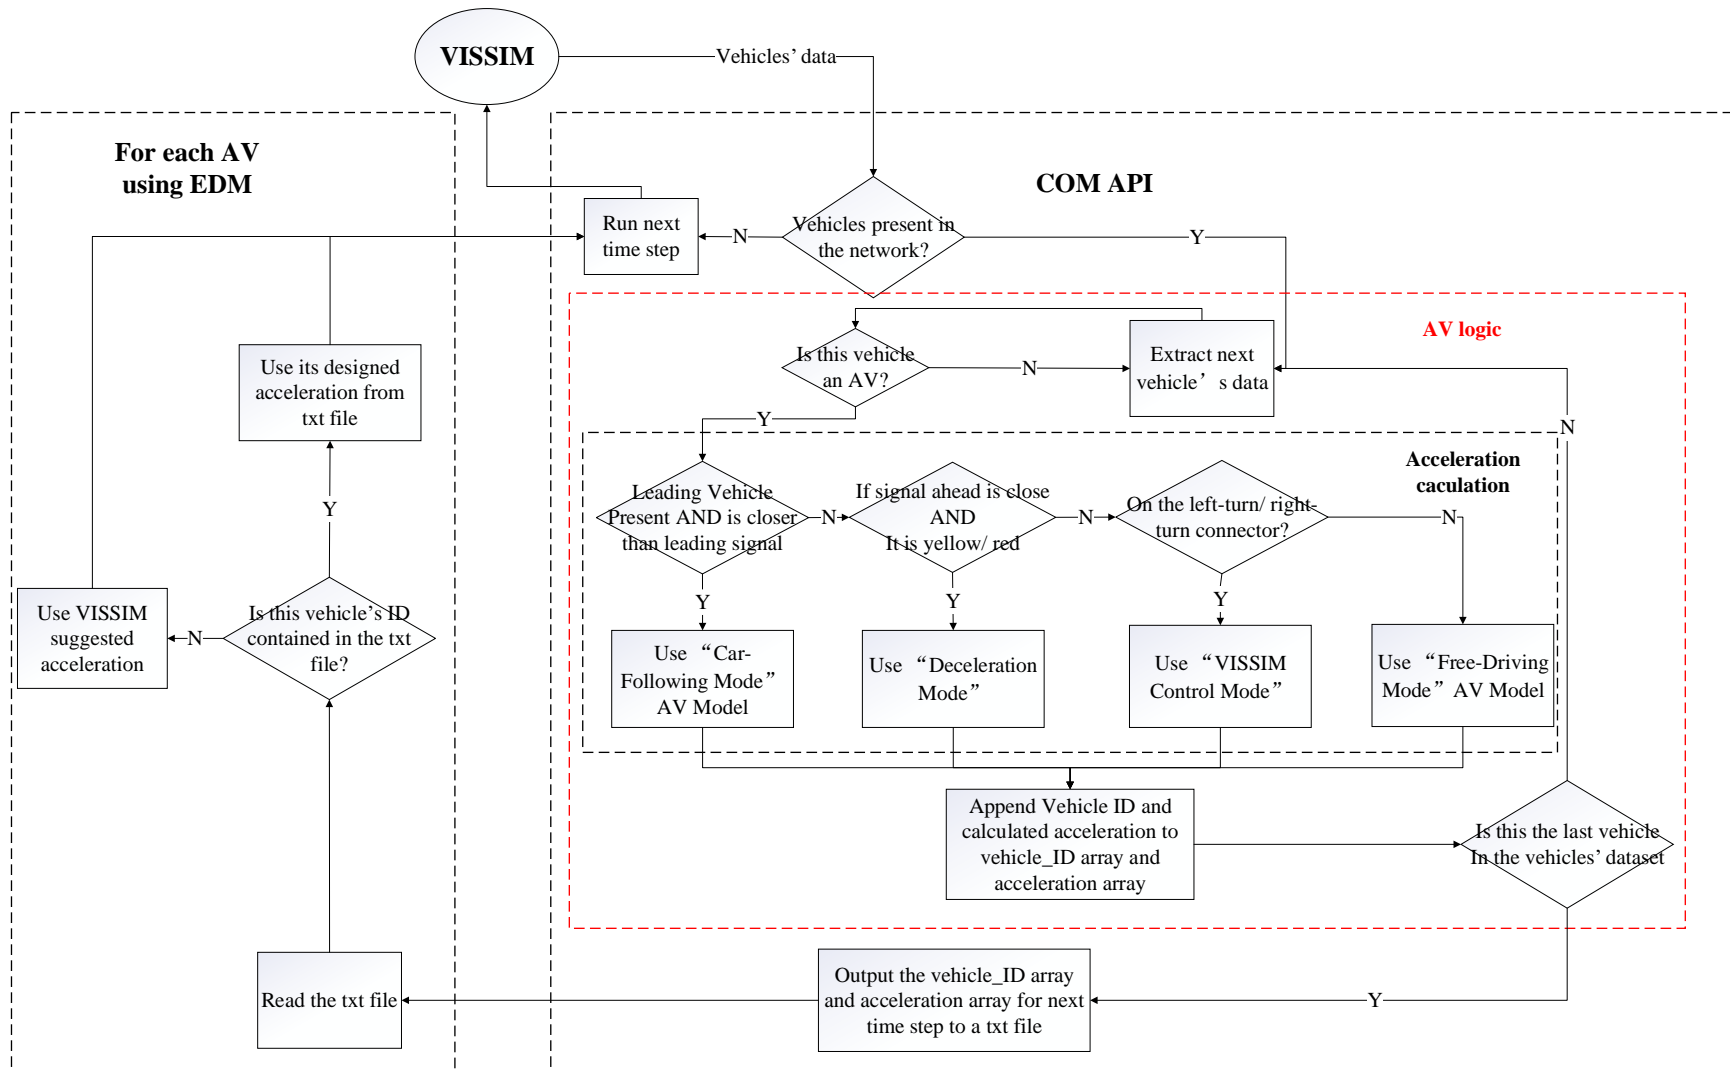 VISSIM
Vehicles’ data
For each AV
using EDM
COM API
Run next
time step
N
Vehicles present in
the network?
Y
AV logic
Is this vehicle
an AV?
N
Extract next
vehicle’s data
Use its designed
acceleration from
txt file
Y
N
Acceleration
caculation
Leading Vehicle
Present AND is closer
than leading signal
N
If signal ahead is close
AND
It is yellow/ red
N
On the left-turn/ right-
turn connector?
N
Y
Y
Y
Y
Use VISSIM
suggested
acceleration
N
Is this vehicle’s ID
contained in the txt
file?
Use “Car-
Following Mode”
AV Model
Use “Deceleration
Mode”
Use “VISSIM
Control Mode”
Use “Free-Driving
Mode” AV Model
Append Vehicle ID and
calculated acceleration to
vehicle_ID array and
acceleration array
Is this the last vehicle
In the vehicles’ dataset
Read the txt file
Output the vehicle_ID array
and acceleration array for next
time step to a txt file
Y